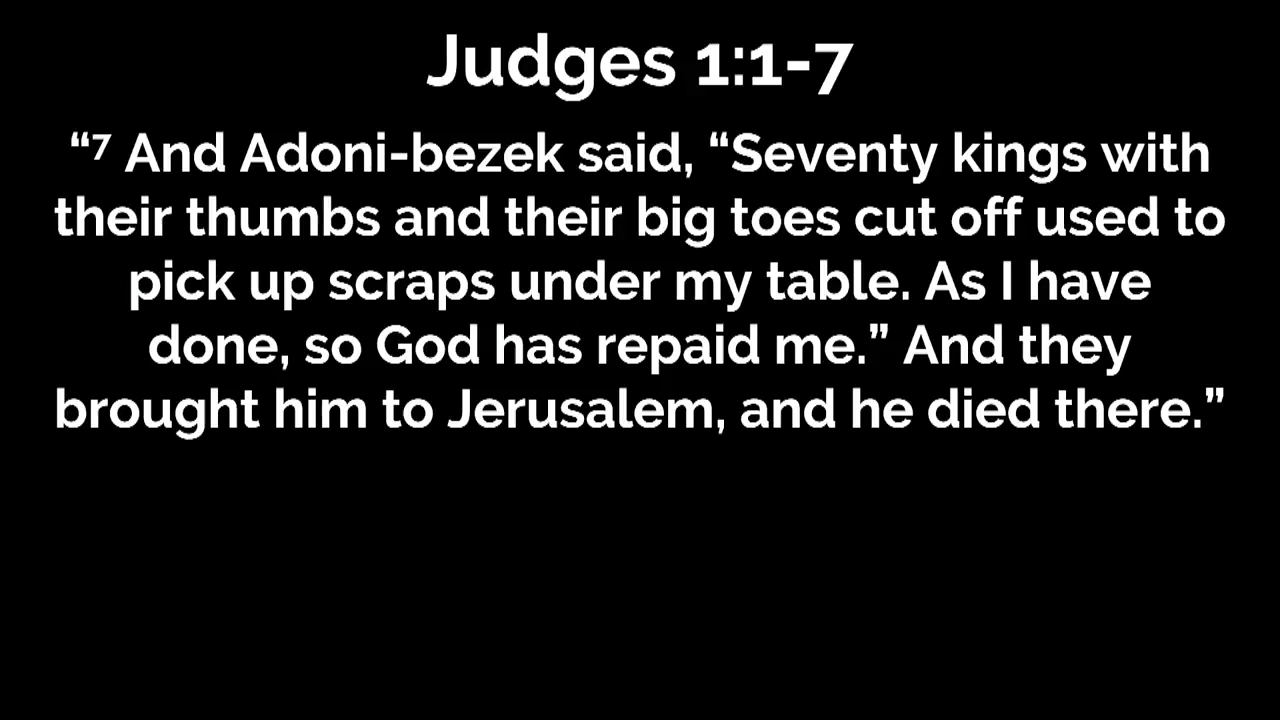 Judges 1:1-7
“⁷ And Adoni-bezek said, “Seventy kings with
their thumbs and their big toes cut off used to
pick up scraps under my table. As I have
done, so God has repaid me.” And they
brought him to Jerusalem, and he died there.”